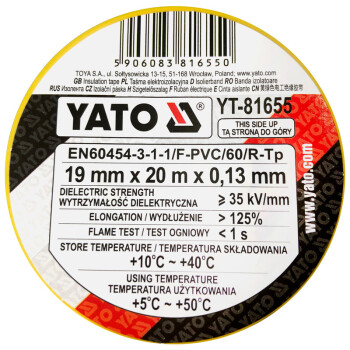 5 906083 816550
TOYA S.A., ul. Sołtysowicka 13-15, 51-168 Wrocław, Poland; www.yato.com
GB Insulation tape PL Taśma elektroizolacyjna D Isolierband RO Banda izolatoare
RUS Изолента CZ Izolační páska H Szigetelőszalag F Ruban électrique E Cinta aislante CN
YATO
YT-81655
THIS SIDE UP
TĄ STRONĄ DO GÓRY
EN60454-3-1-1/F-PVC/60/R-Tp
19 mm x 20 m x 0,13 mm
DIELECTRIC STRENGTH
WYTRZYMAŁOŚĆ DIELEKTRYCZNA ≥ 35 kV/mm
ELONGATION / WYDŁUŻENIE > 125%
FLAME TEST / TEST OGNIOWY < 1 s
STORE TEMPERATURE / TEMPERATURA SKŁADOWANIA
+10°C ~ +40°C
USING TEMPERATURE
TEMPERATURA UŻYTKOWANIA
+5°C ~ +50°C
www.yato.com